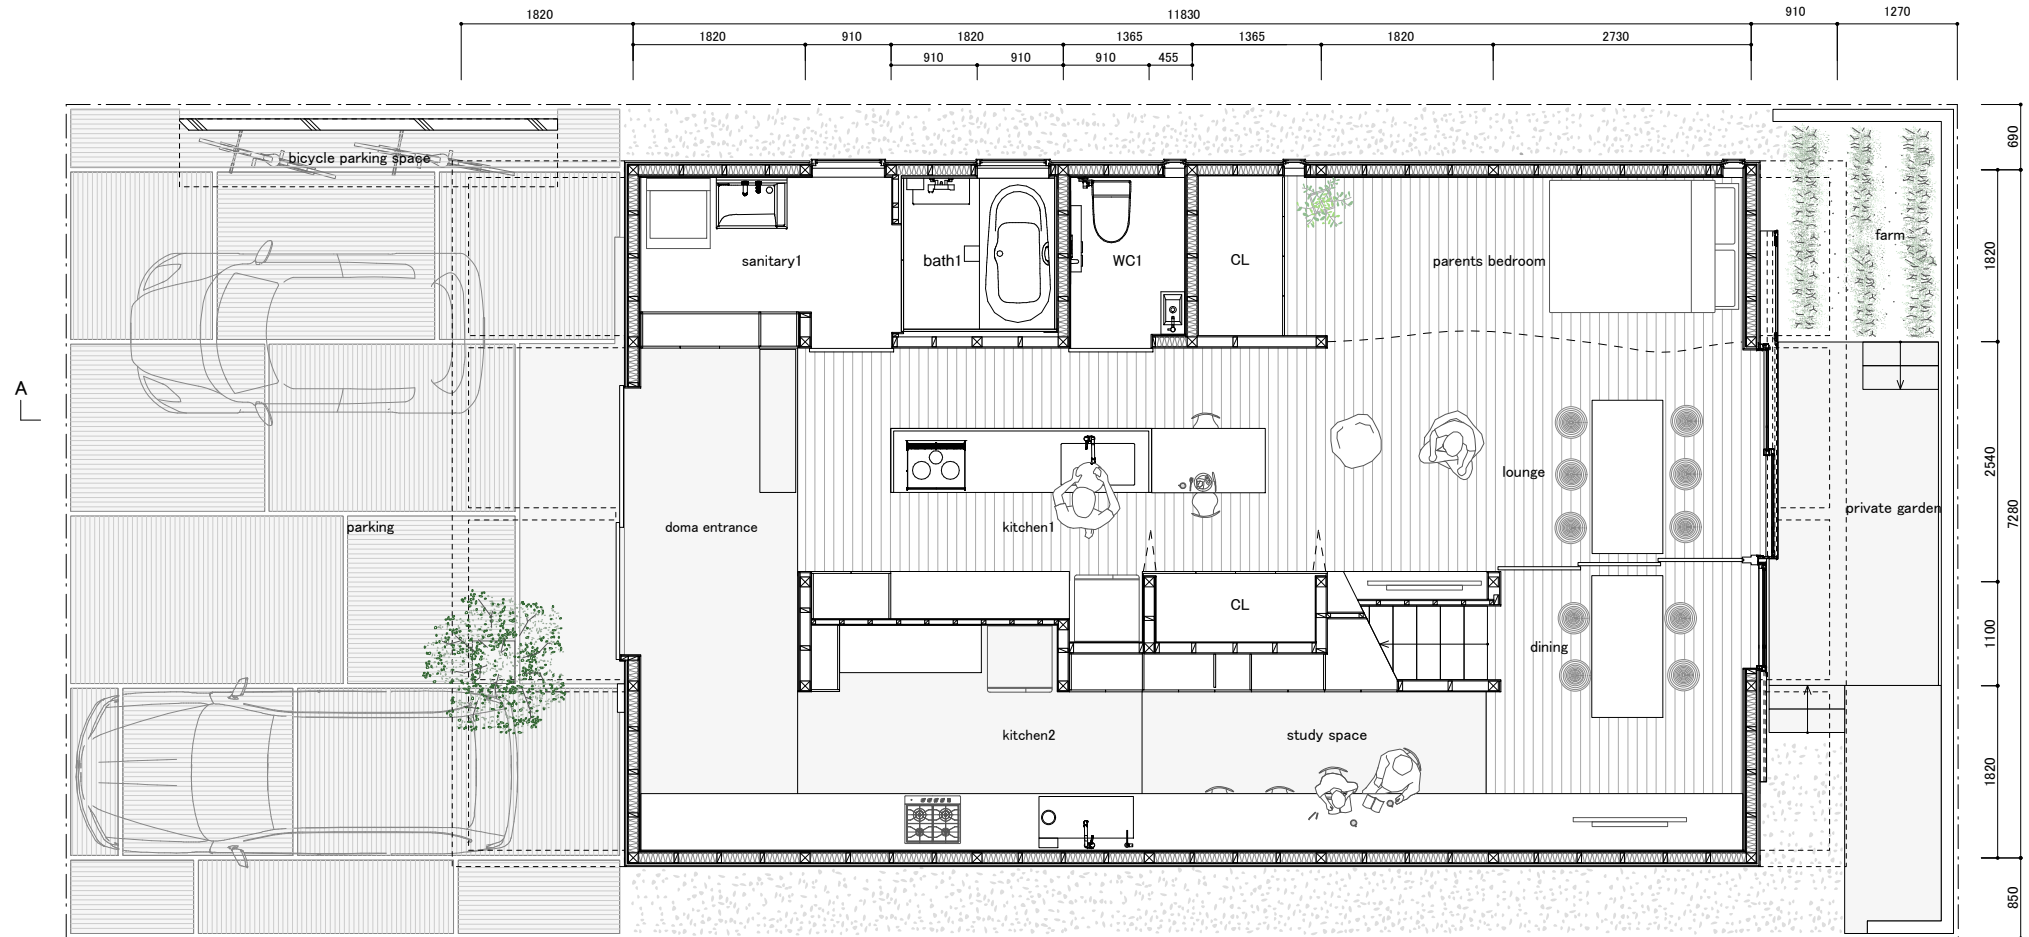 1820
11830
910
1270
1820
910
1820
1365
1365
1820
2730
910
910
910
455
690
bicycle parking space
farm
sanitary1
bath1
WC1
CL
parents bedroom
1820
A
lounge
2540
private garden
7280
parking
doma entrance
kitchen1
CL
dining
1100
kitchen2
study space
1820
850